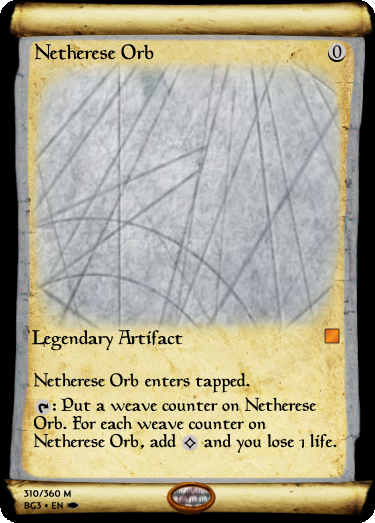 Netherese Orb 0
Legendary Artifact
Netherese Orb enters tapped.
: Put a weave counter on Netherese
Orb. For each weave counter on
Netherese Orb, add and you lose 1 life.
310/360 M
BG3 • EN